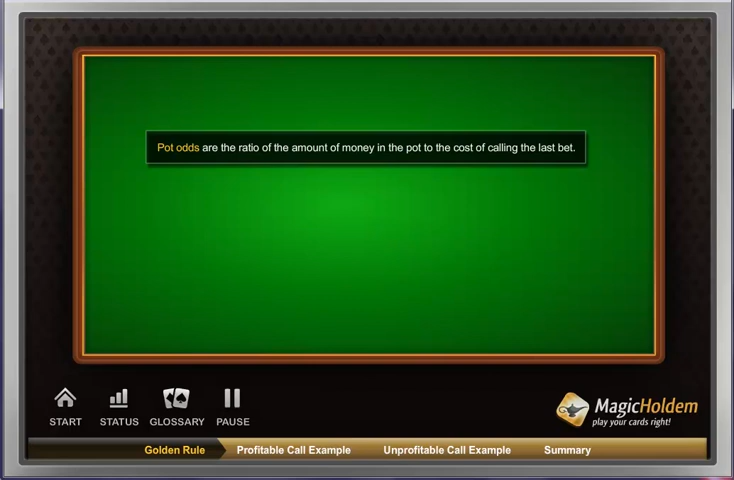 Pot odds are the ratio of the amount of money in the pot to the cost of calling the last bet.
START STATUS GLOSSARY PAUSE
MagicHoldem
play your cards right!
Golden Rule Profitable Call Example Unprofitable Call Example Summary